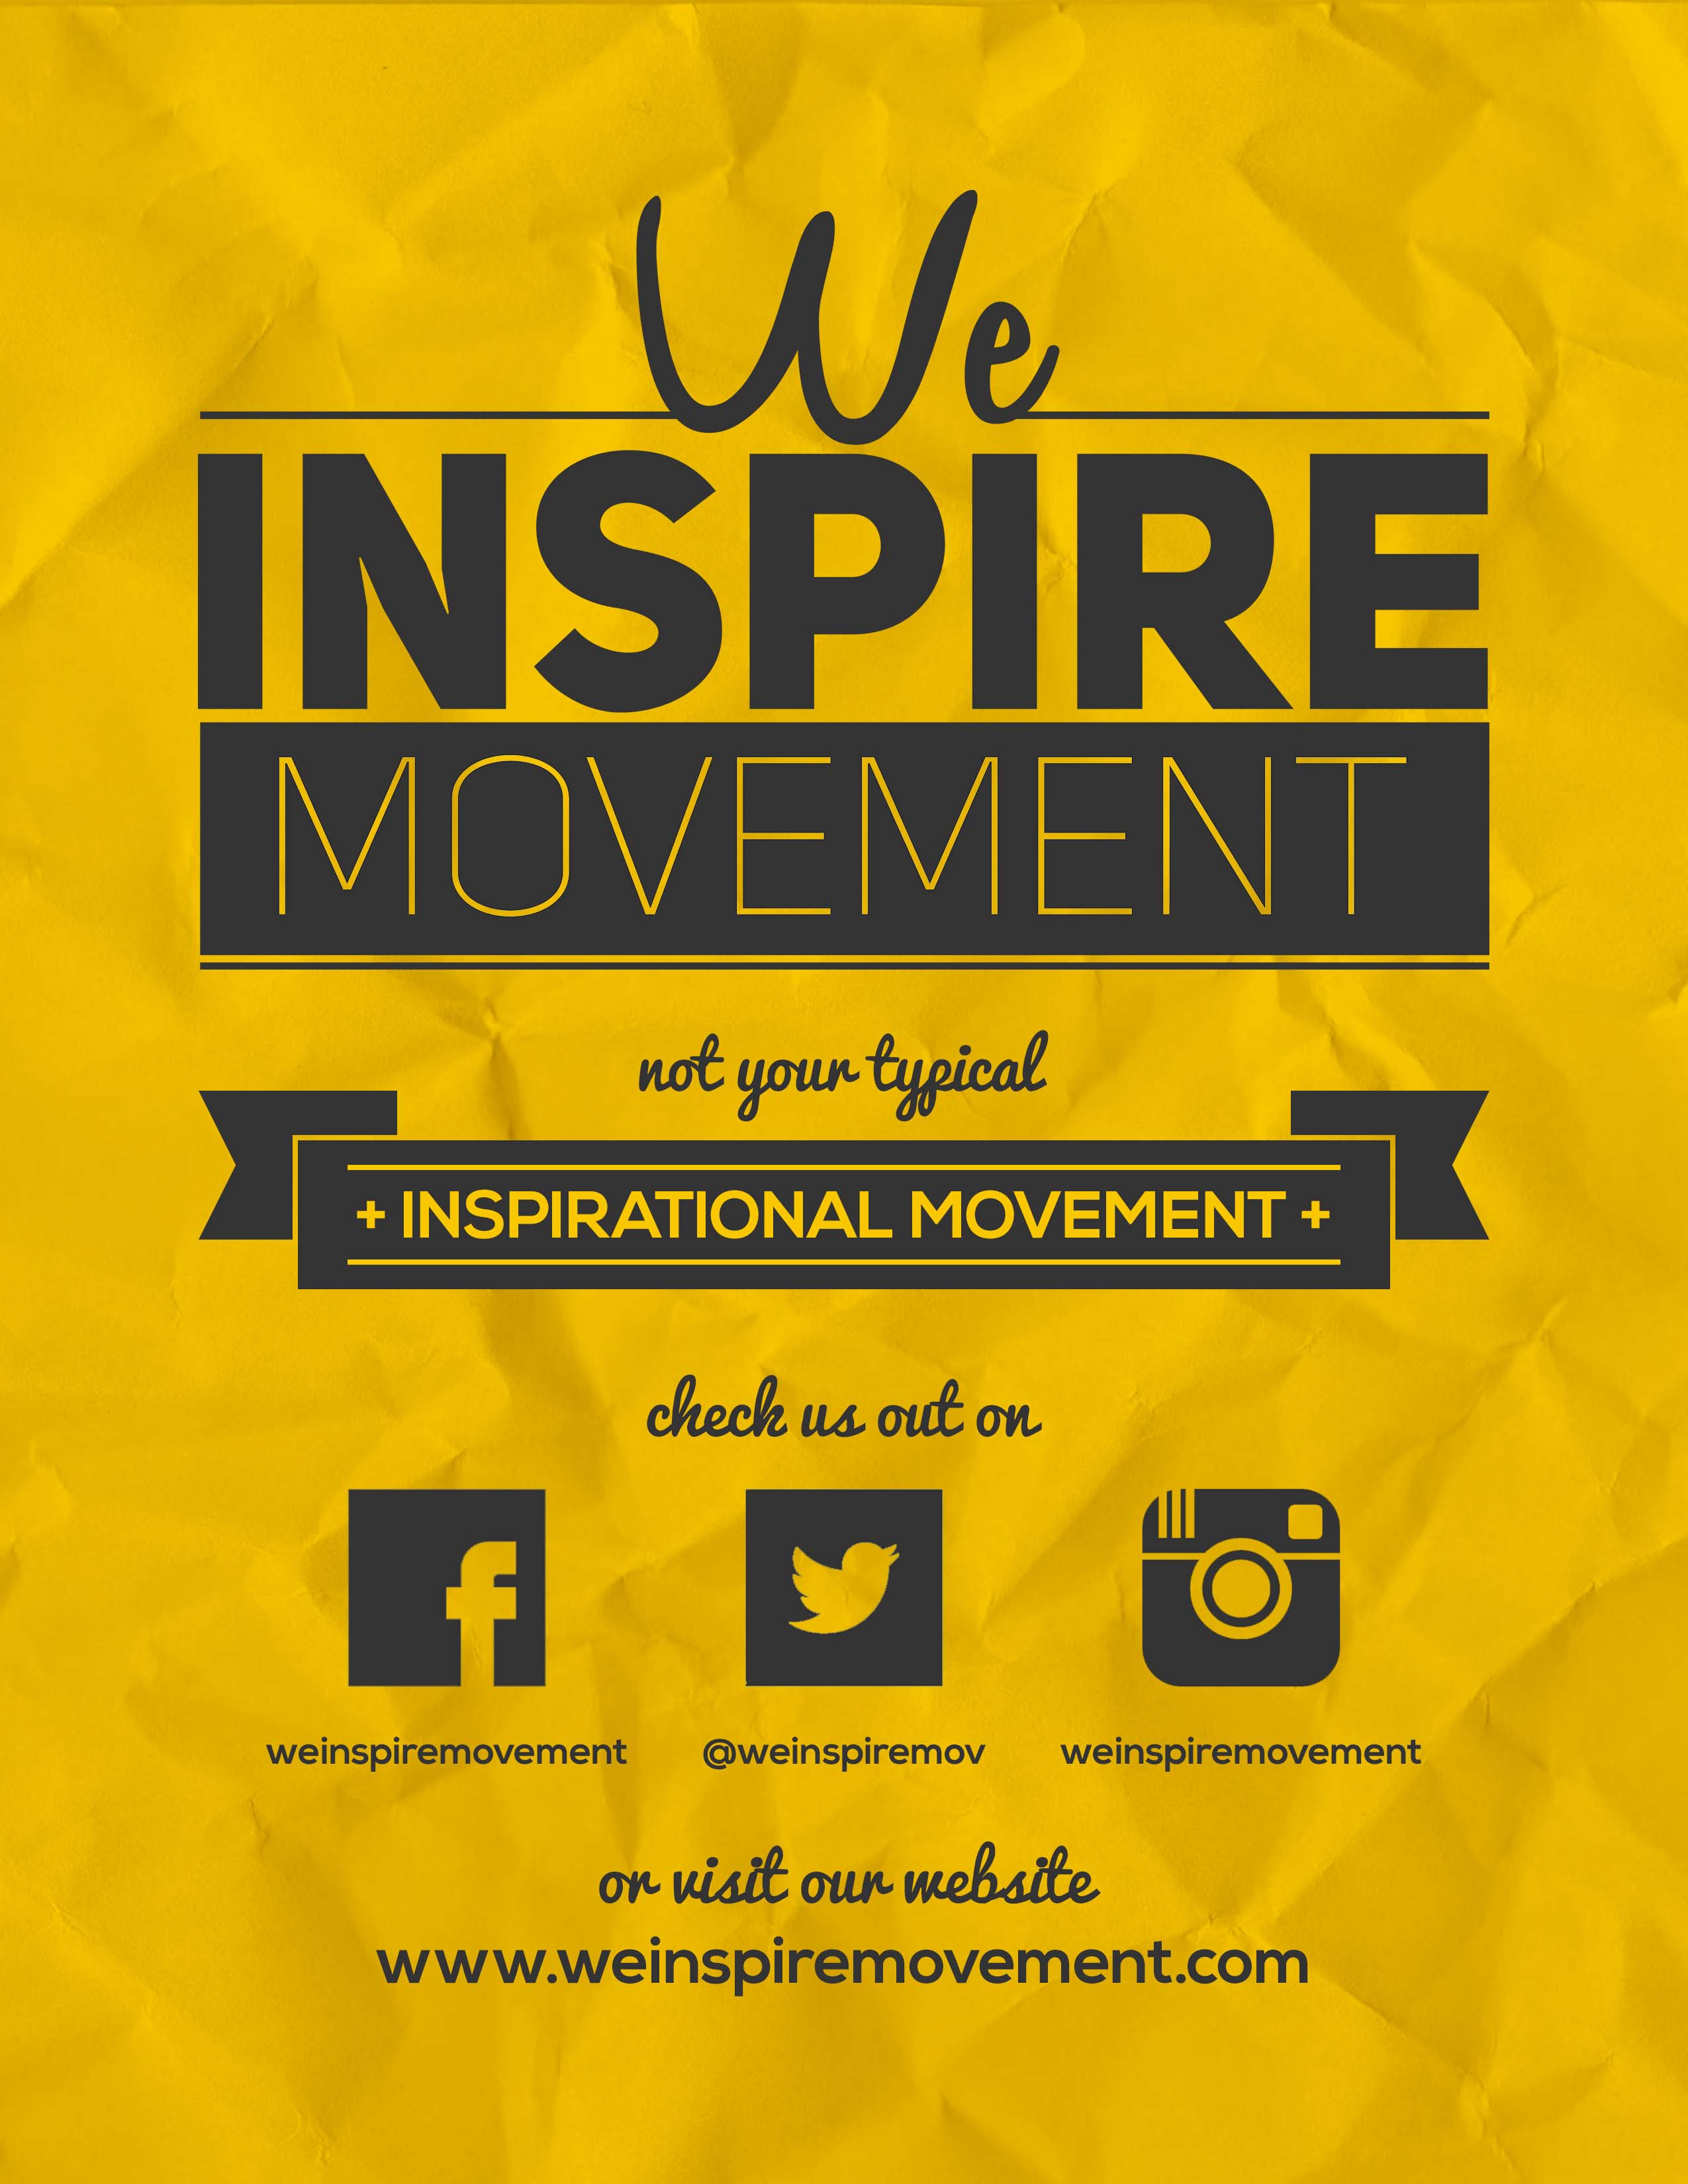 We
INSPIRE
MOVEMENT
not your typical
+ INSPIRATIONAL MOVEMENT +
check us out on
weinspiremovement @weinspiremov weinspiremovement
or visit our website
www.weinspiremovement.com